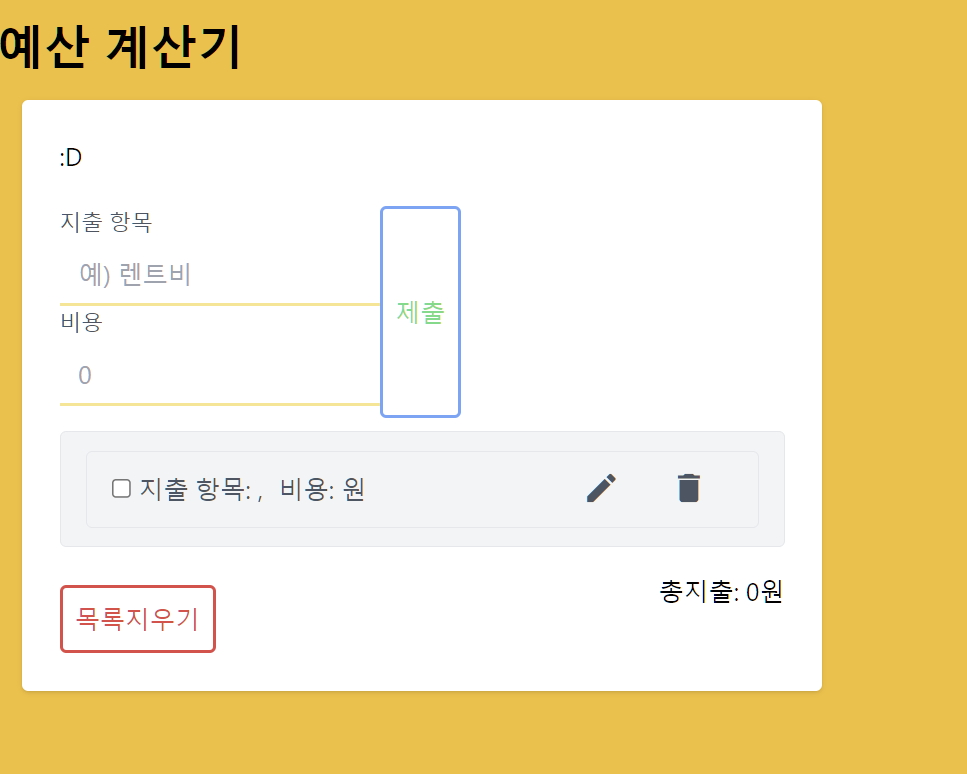 예산 계산기
:D
지출 항목
예) 렌트비
비용
0
제출
지출 항목: , 비용: 원
총지출: 0원
목록지우기